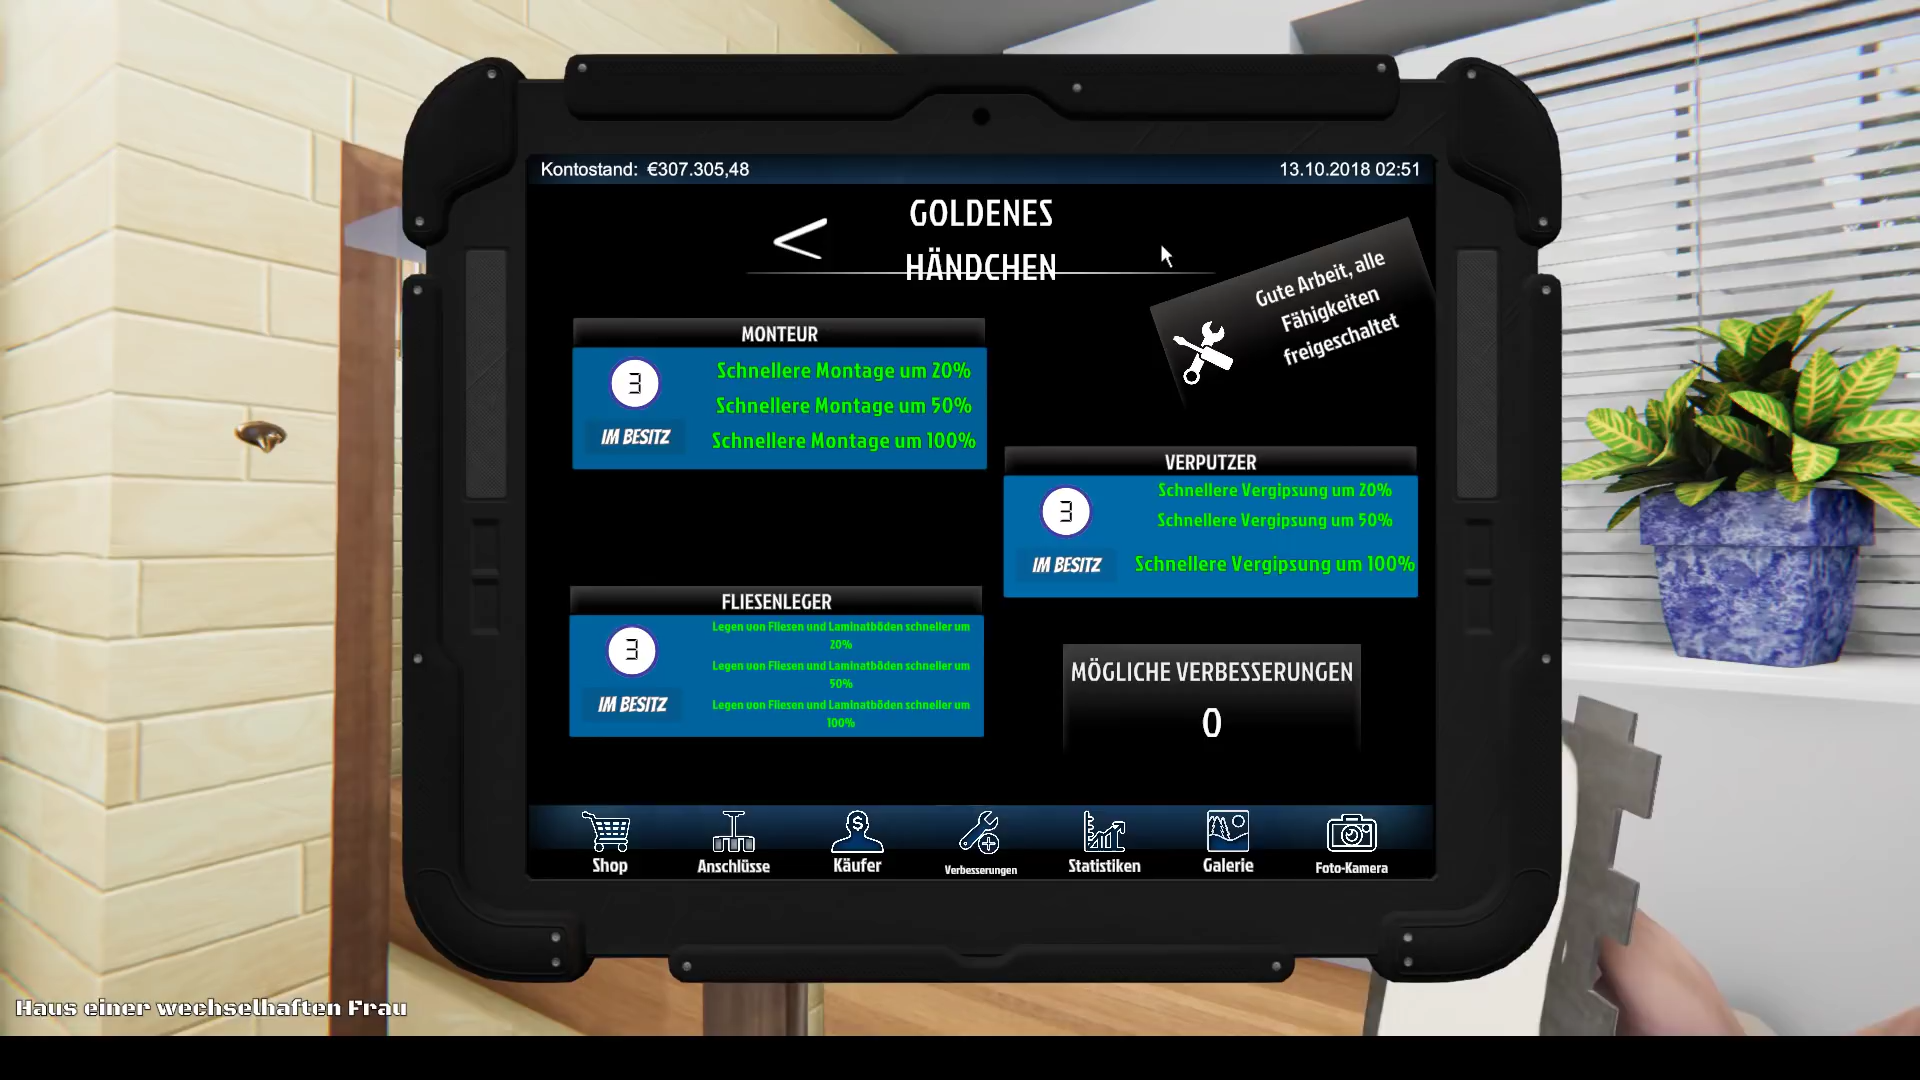 Kontostand: €307.305,48
13.10.2018 02:51
GOLDENES
HÄNDCHEN
Gute Arbeit, alle
Fähigkeiten
freigeschaltet
MONTEUR
3
IM BESITZ
Schnellere Montage um 20%
Schnellere Montage um 50%
Schnellere Montage um 100%
VERPUTZER
3
IM BESITZ
Schnellere Vergipsung um 20%
Schnellere Vergipsung um 50%
Schnellere Vergipsung um 100%
FLIESENLEGER
3
IM BESITZ
Legen von Fliesen und Laminatböden schneller um
20%
Legen von Fliesen und Laminatböden schneller um
50%
Legen von Fliesen und Laminatböden schneller um
100%
MÖGLICHE VERBESSERUNGEN
0
Shop
Anschlüsse
Käufer
Verbesserungen
Statistiken
Galerie
Foto-Kamera
Haus einer wechselhaften Frau